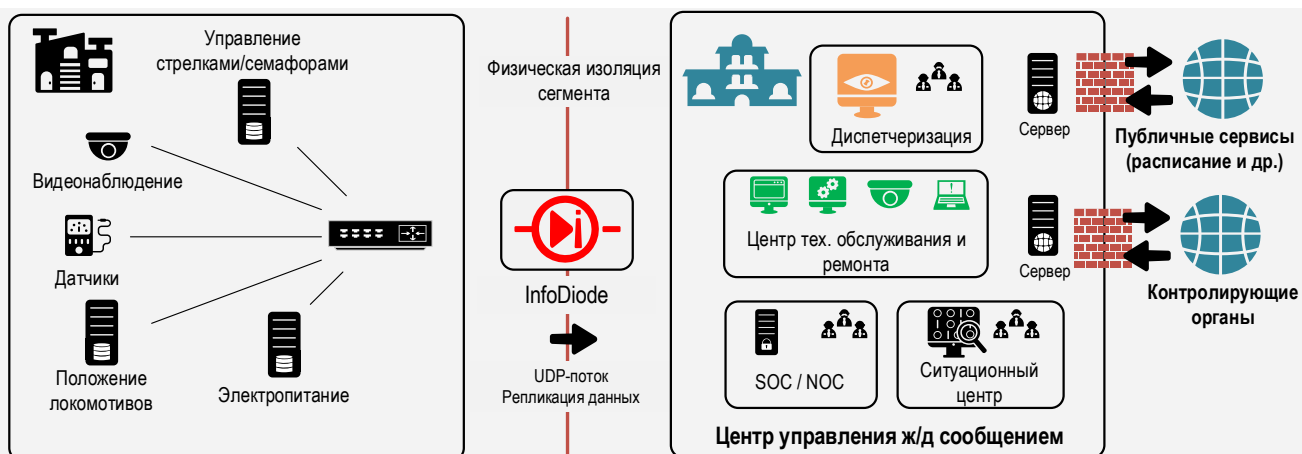 Управление
стрелками/семафорами
Видеонаблюдение
Датчики
Положение
локомотивов
Электропитание
Физическая изоляция
сегмента
InfoDiode
UDP-поток
Репликация данных
Диспетчеризация
Центр тех. обслуживания и
ремонта
SOC / NOC
Ситуационный
центр
Центр управления ж/д сообщением
Сервер
Публичные сервисы
(расписание и др.)
Сервер
Контролирующие
органы